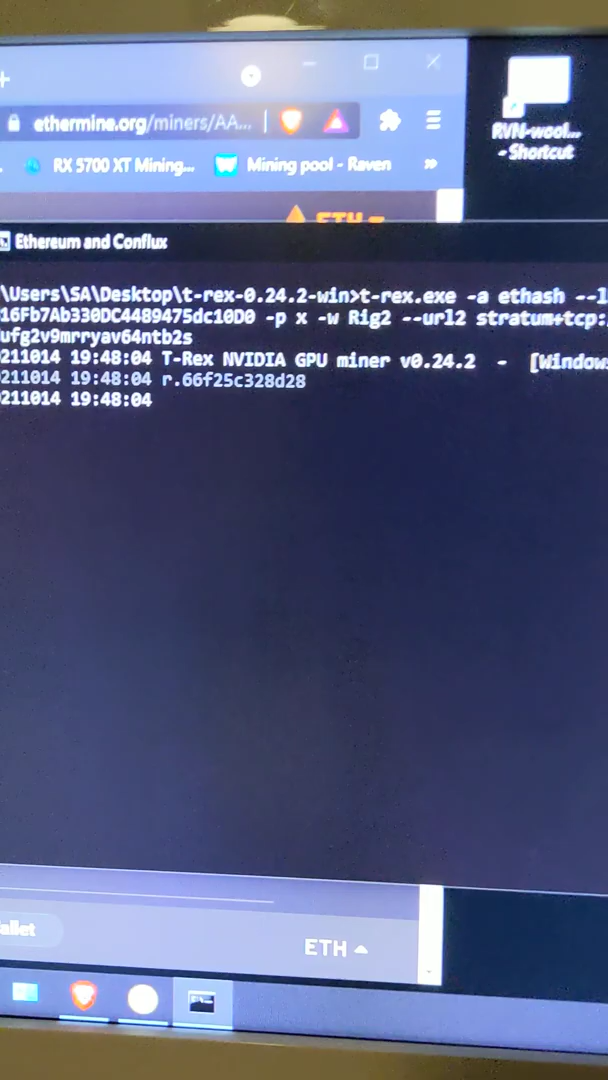 ethermine.org/miners/AA...
RX 5700 XT Mining... Mining pool - Raven »
RVN-wool...
- Shortcut
ETH
Ethereum and Conflux
\Users\SA\Desktop\t-rex-0.24.2-win>t-rex.exe -a ethash --l
16Fb7Ab330DC4489475dc10D0 -p x -w Rig2 --url2 stratum+tcp:
ufg2v9mrryav64ntb2s
211014 19:48:04 T-Rex NVIDIA GPU miner v0.24.2 - [Windows
211014 19:48:04 r.66f25c328d28
211014 19:48:04
allet
ETH